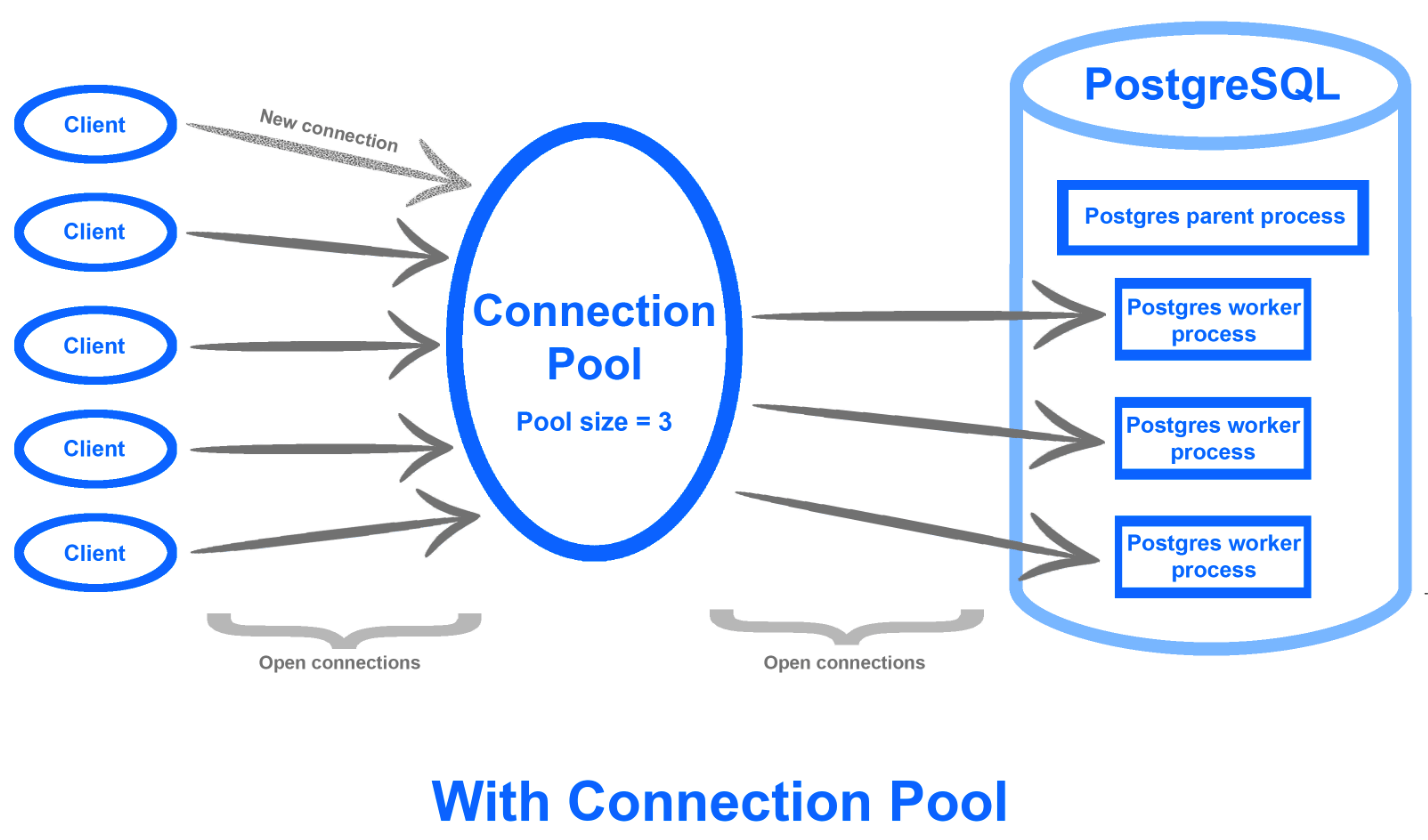 PostgreSQL
Client
New connection
Client
Client
Client
Client
Connection
Pool
Pool size = 3
Postgres parent process
Postgres worker
process
Postgres worker
process
Postgres worker
process
Open connections
Open connections
With Connection Pool